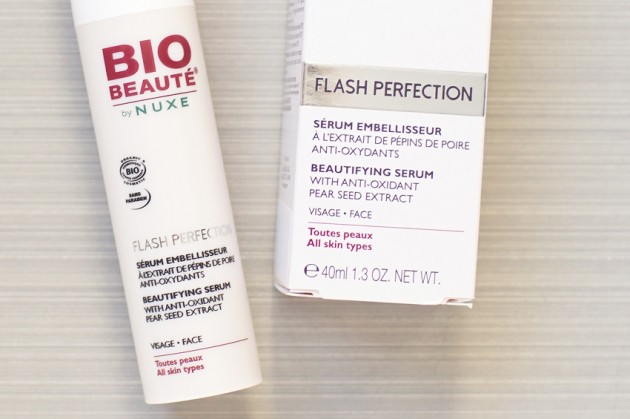 BIO
BEAUTÉ®
by NUXE
BIO
SANS
PARABEN
FLASH PERFECTION
SÉRUM EMBELLISSEUR
À L'EXTRAIT DE PÉPINS DE POIRE
ANTI-OXYDANTS
BEAUTIFYING SERUM
WITH ANTI-OXIDANT
PEAR SEED EXTRACT
VISAGE • FACE
Toutes peaux
All skin types
FLASH PERFECTION
SÉRUM EMBELLISSEUR
À L'EXTRAIT DE PÉPINS DE POIRE
ANTI-OXYDANTS
BEAUTIFYING SERUM
WITH ANTI-OXIDANT
PEAR SEED EXTRACT
VISAGE • FACE
Toutes peaux
All skin types
℮ 40ml 1.3 OZ. NET WT.